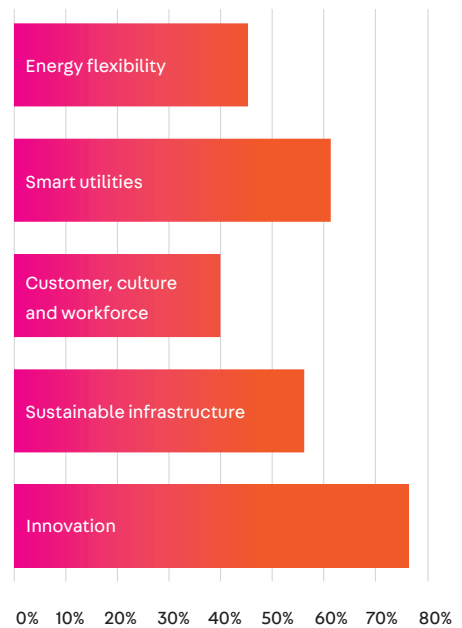 Energy flexibility
Smart utilities
Customer, culture
and workforce
Sustainable infrastructure
Innovation
0% 10% 20% 30% 40% 50% 60% 70% 80%